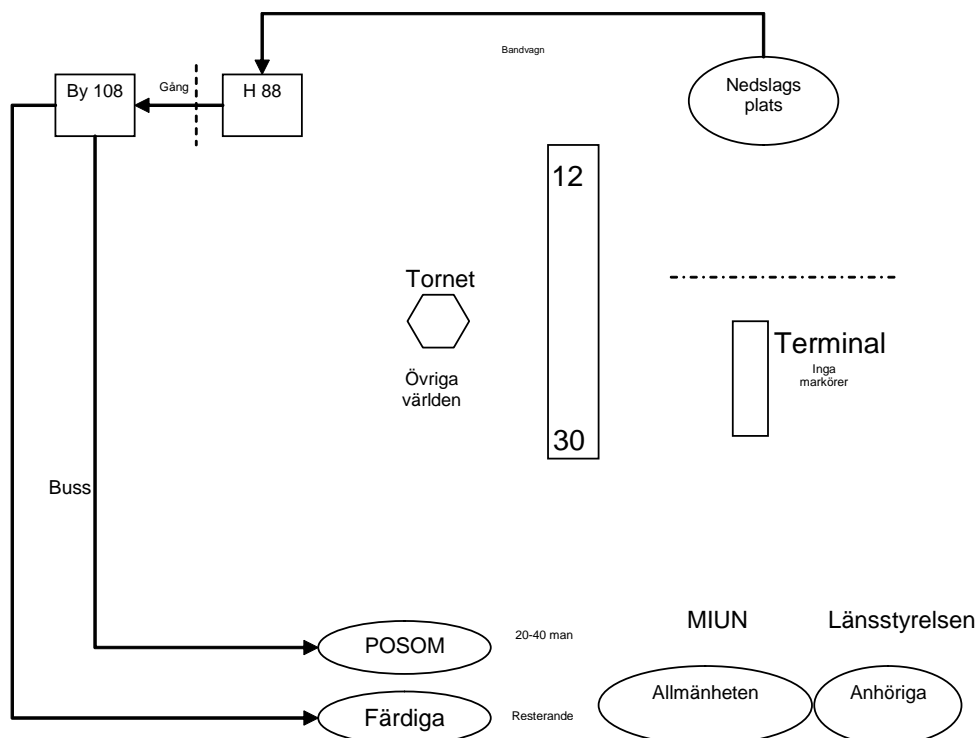 Bandvagn
By 108
Gång
H 88
Nedslags
plats
12
Tornet
Terminal
Inga
markörer
Övriga
världen
30
Buss
MIUN
Länsstyrelsen
POSOM
20-40 man
Allmänheten
Anhöriga
Färdiga
Resterande